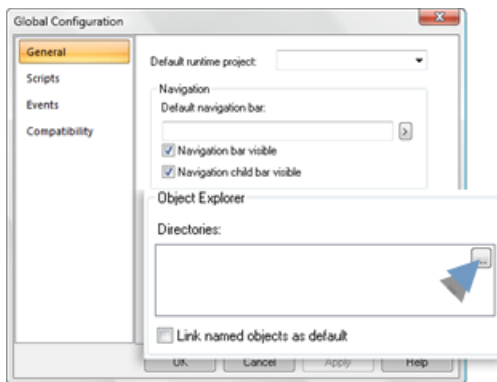 Global Configuration
General
Scripts
Events
Compatibility
Default runtime project:
Navigation
Default navigation bar:
>
Navigation bar visible
Navigation child bar visible
Object Explorer
Directories:
...
Link named objects as default
OK
Cancel
Apply
Help